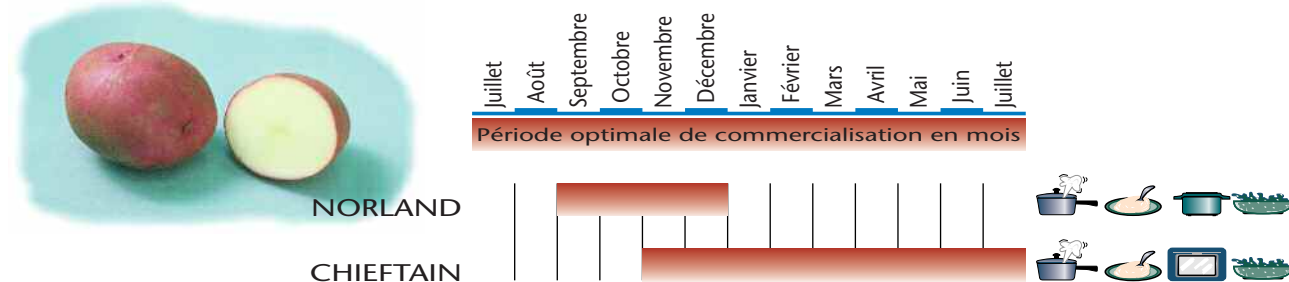 Juillet
Août
Septembre
Octobre
Novembre
Décembre
Janvier
Février
Mars
Avril
Mai
Juin
Juillet
Période optimale de commercialisation en mois
NORLAND
CHIEFTAIN